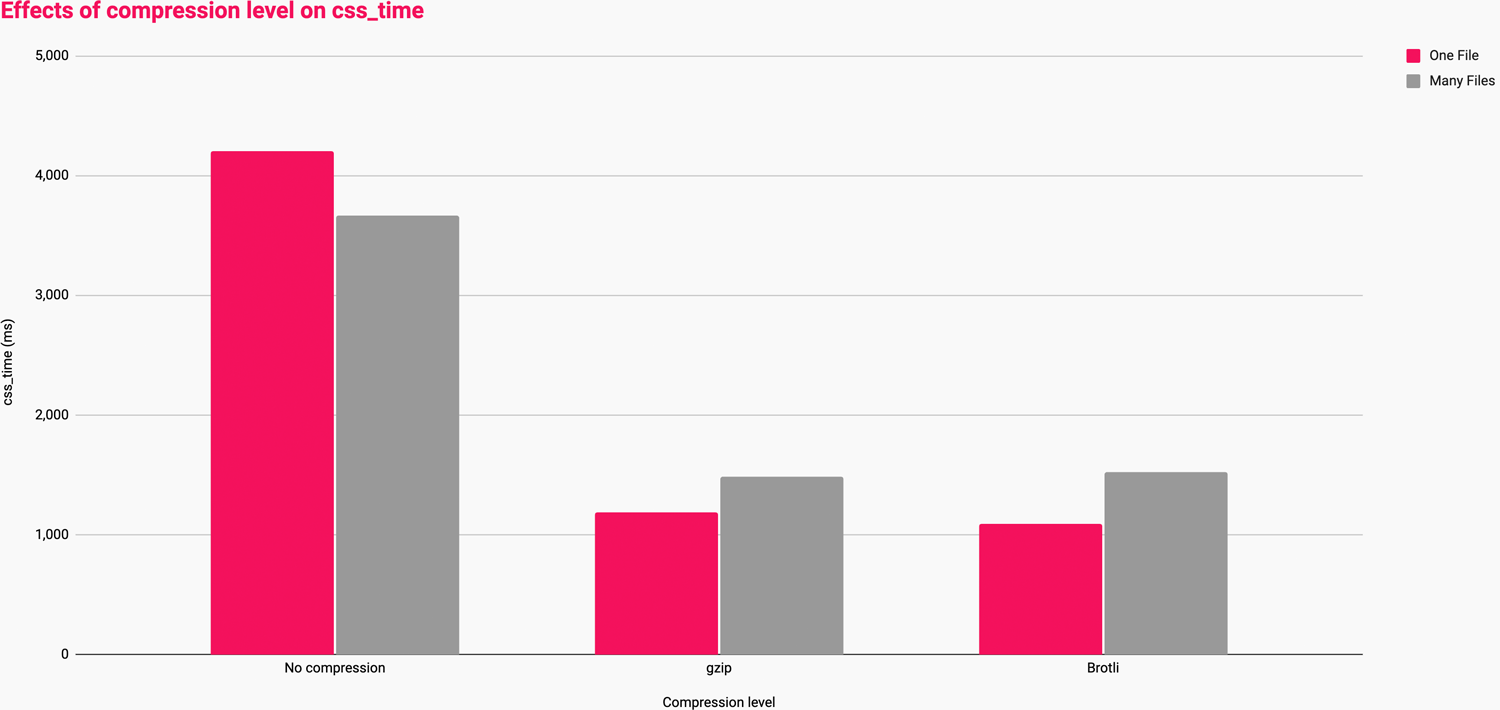 Effects of compression level on css_time
One File
Many Files
css_time (ms)
5,000
4,000
3,000
2,000
1,000
0
No compression
gzip
Brotli
Compression level